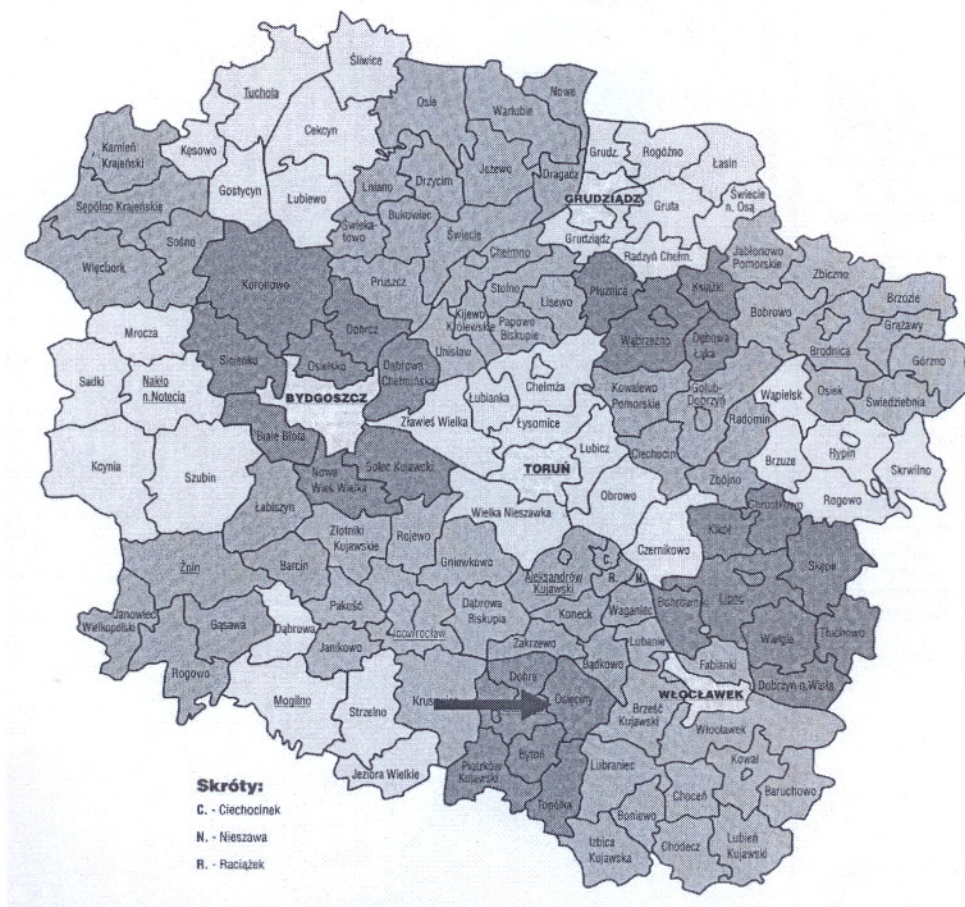 Śliwice
Tuchola
Osie
Nowe
Warlubie
Cekcyn
Kamień
Krajeński
Kęsowo
Grudz.
Rogóźno
Łasin
Jeżewo
Dragacz
Drzycim
Lniano
Gostycyn
Lubiewo
GRUDZIĄDZ
Świecie
n. Osą
Gruta
Sępólno Krajeńskie
Bukowiec
Święka-
towo
Świecie
Sośno
Grudziądz
Radzyń Chełm.
Jabłonowo
Pomorskie
Chełmno
Więcbork
Zbiczno
Koronowo
Pruszcz
Stolno
Lisewo
Płużnica
Książki
Brzozie
Bobrowo
Grążawy
Mrocza
Dobrcz
Kijewo
Królewskie
Papowo
Biskupie
Wąbrzeźno
Dębowa
Łąka
Brodnica
Górzno
Sicienko
Osielsko
Dąbrowa
Chełmińska
Unisław
Chełmża
Sadki
Nakło
n.Notecią
BYDGOSZCZ
Łubianka
Kowalewo
Pomorskie
Golub-
Dobrzyń
Wąpielsk
Osiek
Świedziebnia
Zławieś Wielka
Łysomice
Radomin
Białe Błota
Lubicz
Ciechocin
Brzuze
Rypin
Skrwilno
Kcynia
Szubin
Nowa
Wieś Wielka
Solec Kujawski
TORUŃ
Zbójno
Obrowo
Rogowo
Chrostkowo
Łabiszyn
Wielka Nieszawka
Złotniki
Kujawskie
Rojewo
Kikół
Czernikowo
Gniewkowo
Skępe
Żnin
Barcin
Aleksandrów
Kujawski
C.
R.
N.
Lipno
Bobrowniki
Janowiec
Wielkopolski
Gąsawa
Pakość
Dąbrowa
Biskupia
Koneck
Waganiec
Inowrocław
Wielgie
Tłuchowo
Dąbrowa
Janikowo
Zakrzewo
Lubanie
Bądkowo
Fabianki
Rogowo
Dobre
Dobrzyń n.Wisłą
Mogilno
Strzelno
Osięciny
WŁOCŁAWEK
Brześć
Kujawski
Włocławek
Jeziora Wielkie
Piotrków
Kujawski
Bytoń
Lubraniec
Kowal
Choceń
Baruchowo
Topólka
Boniewo
Izbica
Kujawska
Chodecz
Lubień
Kujawski
Skróty:
C. - Ciechocinek
N. - Nieszawa
R. - Raciążek